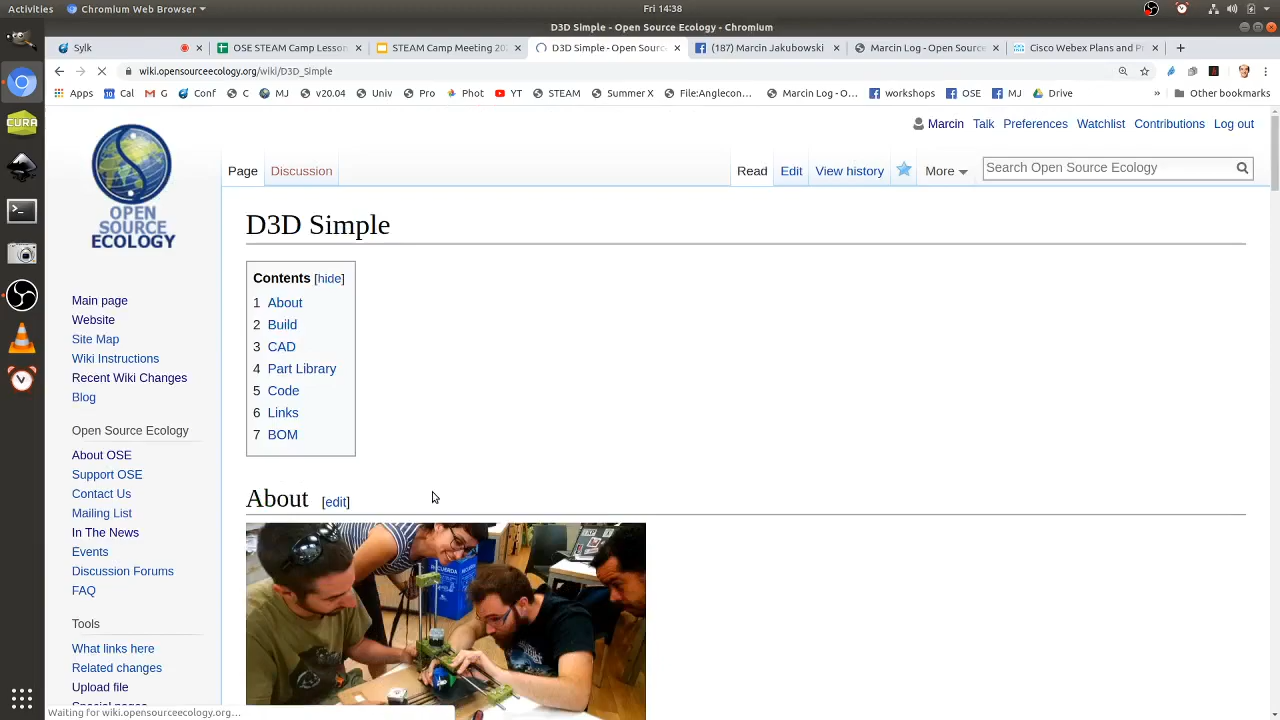 Activities Chromium Web Browser Fri 14:38
D3D Simple - Open Source Ecology - Chromium
Sylk OSE STEAM Camp Lesson STEAM Camp Meeting 202 D3D Simple - Open Sourc (187) Marcin Jakubowski Marcin Log - Open Source Cisco Webex Plans and Pr
wiki.opensourceecology.org/wiki/D3D_Simple
Apps Cal G Conf C MJ v20.04 Univ Pro Phot YT STEAM Summer X File:Anglecon... Marcin Log - O... workshops OSE MJ Drive » Other bookmarks
Marcin Talk Preferences Watchlist Contributions Log out
Page Discussion Read Edit View history More Search Open Source Ecology
OPEN
SOURCE
ECOLOGY
D3D Simple
Contents [hide]
1 About
2 Build
3 CAD
4 Part Library
5 Code
6 Links
7 BOM
About [edit]
Main page
Website
Site Map
Wiki Instructions
Recent Wiki Changes
Blog
Open Source Ecology
About OSE
Support OSE
Contact Us
Mailing List
In The News
Events
Discussion Forums
FAQ
Tools
What links here
Related changes
Upload file
Special pages
Waiting for wiki.opensourceecology.org...
CURA
RECUERDA